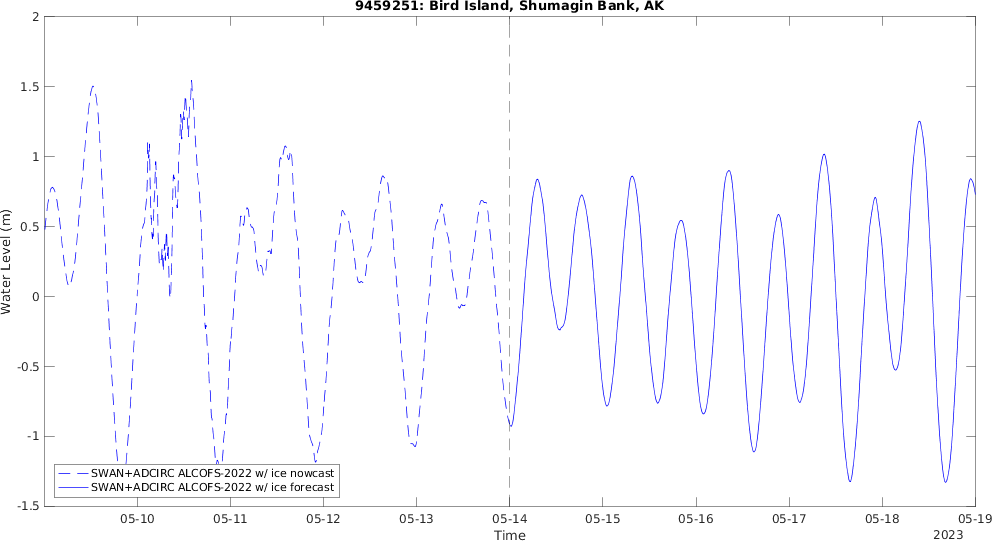 9459251: Bird Island, Shumagin Bank, AK
2
1.5
1
0.5
0
-0.5
-1
-1.5
Water Level (m)
SWAN+ADCIRC ALCOFS-2022 w/ ice nowcast
SWAN+ADCIRC ALCOFS-2022 w/ ice forecast
05-10 05-11 05-12 05-13 05-14 05-15 05-16 05-17 05-18 05-19
Time
2023